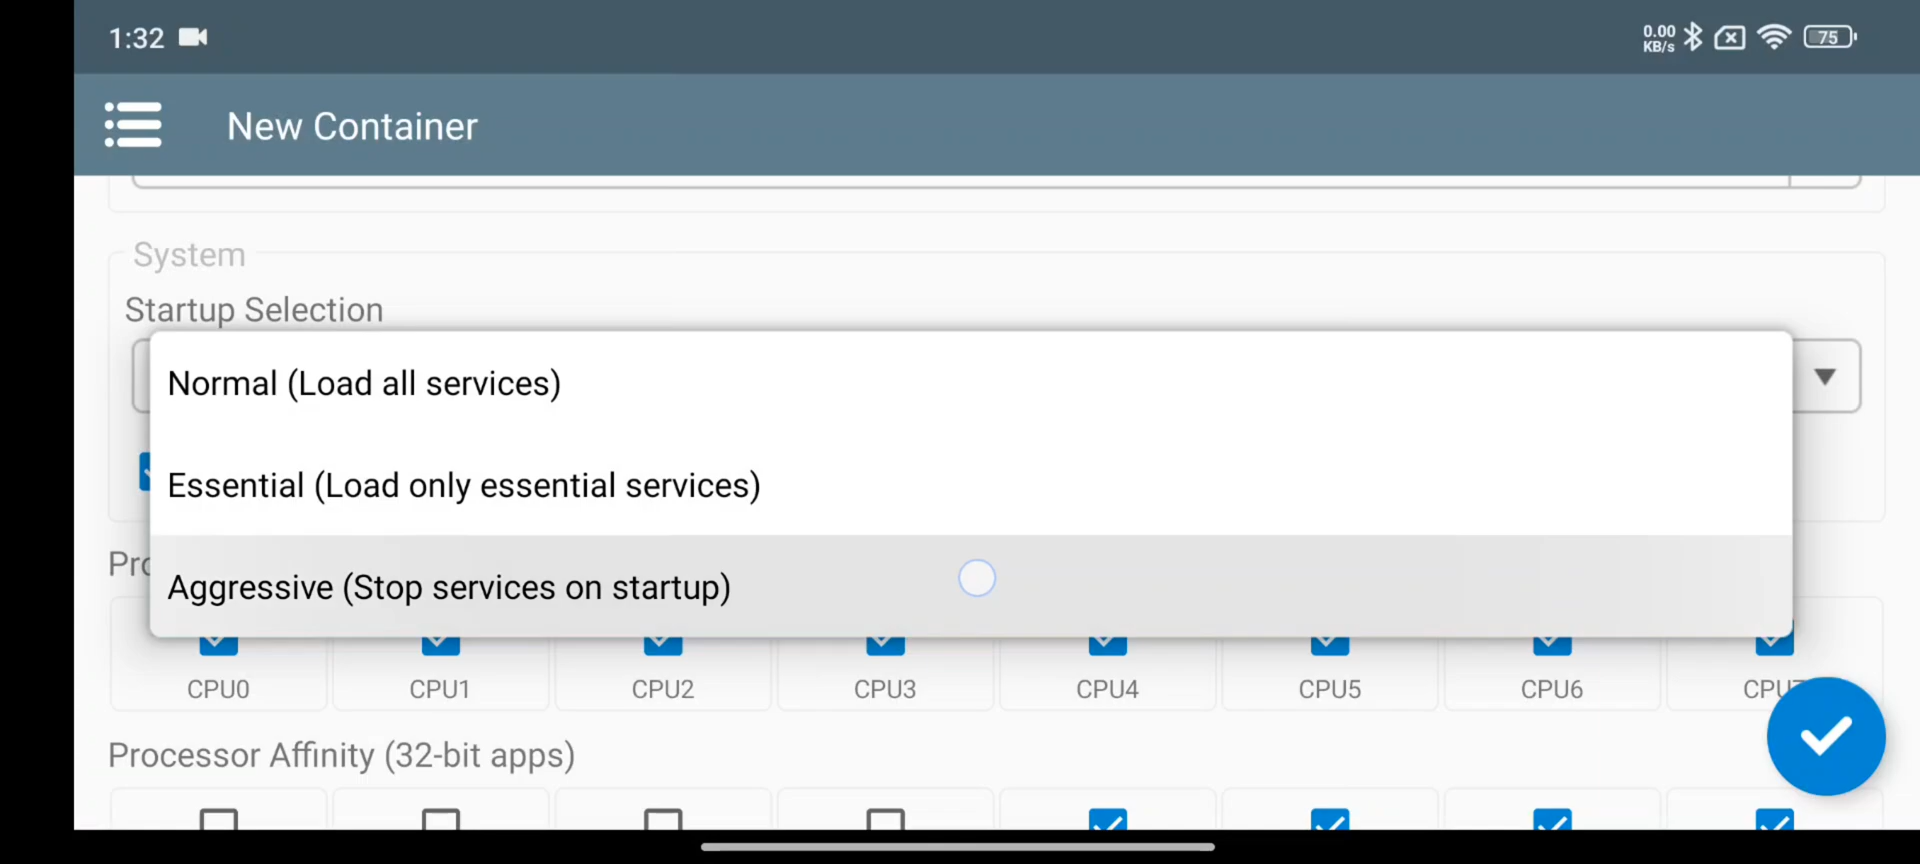 1:32
0.00
KB/s
75
New Container
System
Startup Selection
Normal (Load all services)
Essential (Load only essential services)
Aggressive (Stop services on startup)
CPU0 CPU1 CPU2 CPU3 CPU4 CPU5 CPU6
Processor Affinity (32-bit apps)